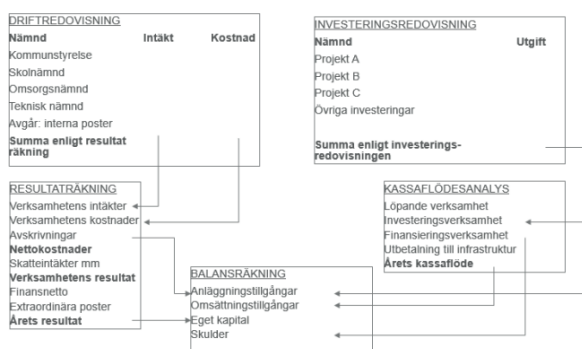 DRIFTREDOVISNING
Nämnd Intäkt Kostnad
Kommunstyrelse
Skolnämnd
Omsorgsnämnd
Teknisk nämnd
Avgår: interna poster
Summa enligt resultat
räkning
INVESTERINGSREDOVISNING
Nämnd Utgift
Projekt A
Projekt B
Projekt C
Övriga investeringar
Summa enligt investerings-
redovisningen
RESULTATRÄKNING
Verksamhetens intäkter
Verksamhetens kostnader
Avskrivningar
Nettokostnader
Skatteintäkter mm
Verksamhetens resultat
Finansnetto
Extraordinära poster
Årets resultat
KASSAFLÖDESANALYS
Löpande verksamhet
Investeringsverksamhet
Finansieringsverksamhet
Utbetalning till infrastruktur
Årets kassaflöde
BALANSRÄKNING
Anläggningstillgångar
Omsättningstillgångar
Eget kapital
Skulder